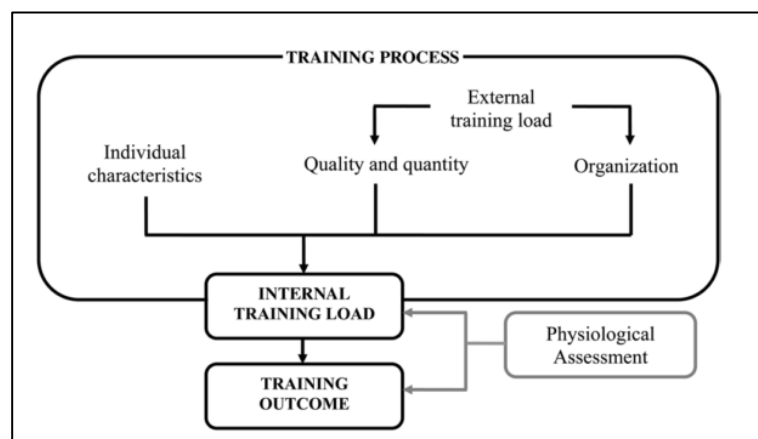 TRAINING PROCESS
External
training load
Individual
characteristics
Quality and quantity
Organization
INTERNAL
TRAINING LOAD
Physiological
Assessment
TRAINING
OUTCOME